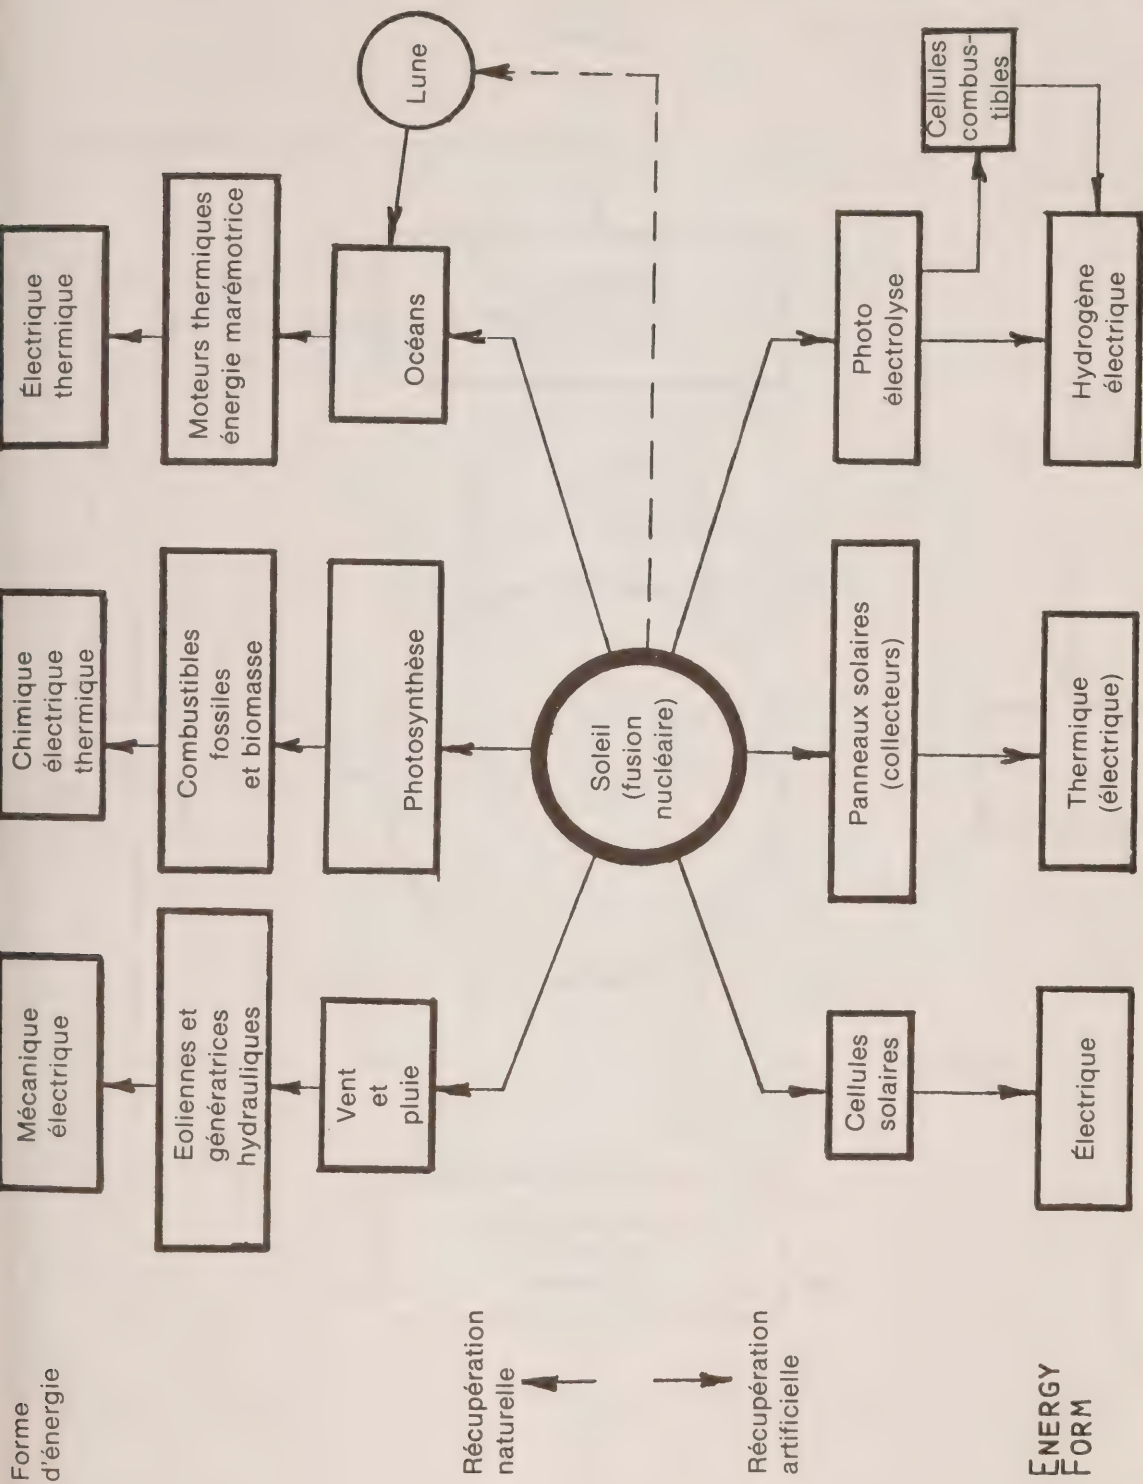 Forme
d'énergie
Mécanique
électrique
Chimique
électrique
thermique
Électrique
thermique
Eoliennes et
génératrices
hydrauliques
Combustibles
fossiles
et biomasse
Moteurs thermiques
énergie marémotrice
Vent
et
pluie
Photosynthèse
Océans
Lune
Récupération
naturelle
Soleil
(fusion
nucléaire)
Récupération
artificielle
Cellules
solaires
Panneaux solaires
(collecteurs)
Photo
électrolyse
Cellules
combus-
tibles
ENERGY
FORM
Électrique
Thermique
(électrique)
Hydrogène
électrique